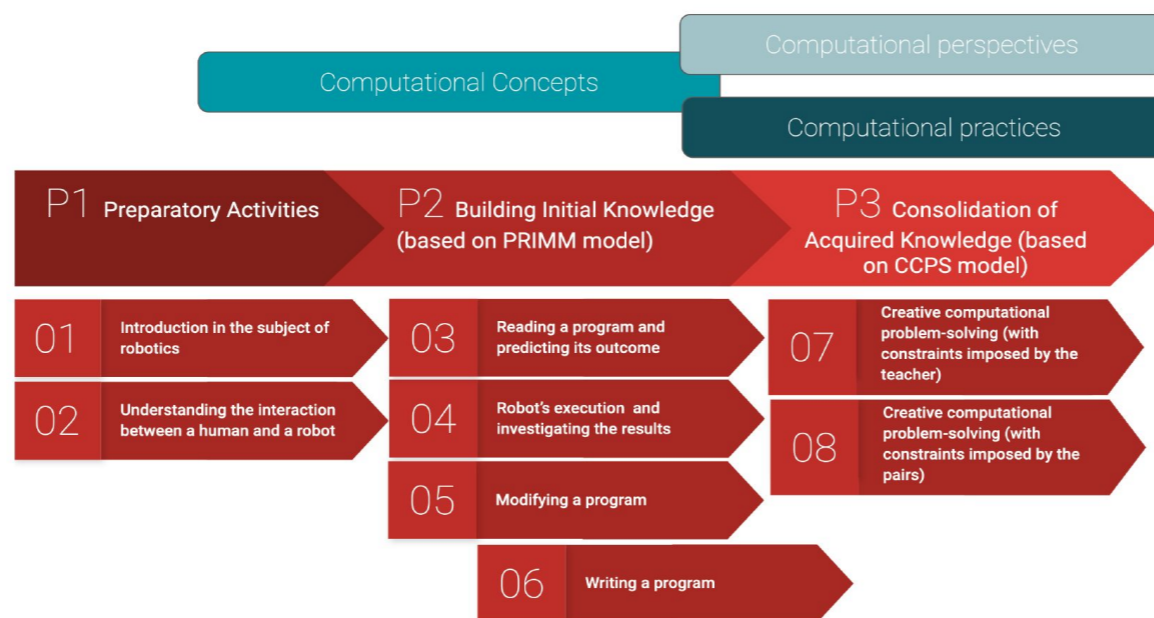 Computational perspectives
Computational Concepts
Computational practices
P1 Preparatory Activities
P2 Building Initial Knowledge
(based on PRIMM model)
P3 Consolidation of
Acquired Knowledge (based
on CCPS model)
01
Introduction in the subject of
robotics
02
Understanding the interaction
between a human and a robot
03
Reading a program and
predicting its outcome
04
Robot's execution and
investigating the results
05
Modifying a program
06
Writing a program
07
Creative computational
problem-solving (with
constraints imposed by the
teacher)
08
Creative computational
problem-solving (with
constraints imposed by the
pairs)